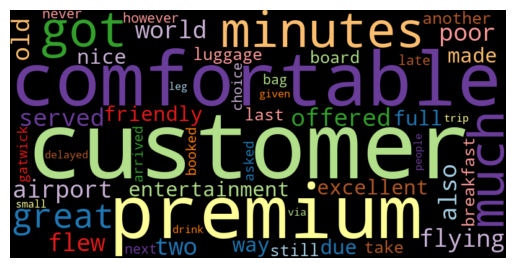 never however another
old got minutes poor
nice world luggage board late made
comfortable
choice bag leg given
served friendly last offered full trip
customer much
gatwick delayed arrived booked asked people breakfast
airport entertainment excellent also
small great premium
via drink
flew next two way still due take flying